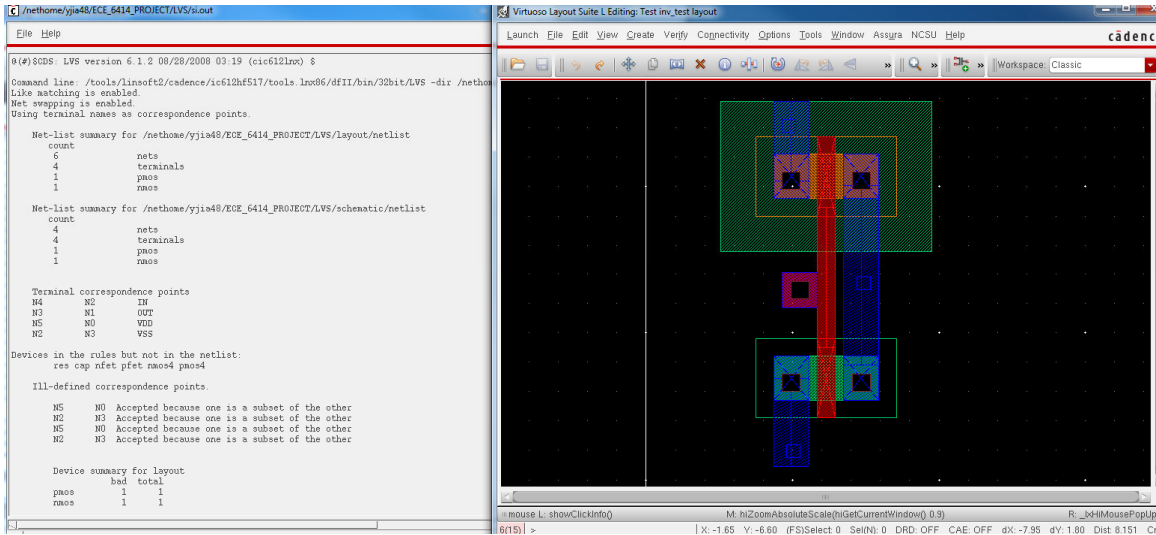 /nethome/yjia48/ECE_6414_PROJECT/LVS/si.out
File Help
@(#)$CDS: LVS version 6.1.2 08/28/2008 03:19 (cic612lnx) $
Command line: /tools/linsoft2/cadence/ic612hf517/tools.lnx86/dfII/bin/32bit/LVS -dir /nethom
Like matching is enabled.
Net swapping is enabled.
Using terminal names as correspondence points.
Net-list summary for /nethome/yjia48/ECE_6414_PROJECT/LVS/layout/netlist
count
6 nets
4 terminals
1 pmos
1 nmos
Net-list summary for /nethome/yjia48/ECE_6414_PROJECT/LVS/schematic/netlist
count
4 nets
4 terminals
1 pmos
1 nmos
Terminal correspondence points
N4 N2 IN
N3 N1 OUT
N5 N0 VDD
N2 N3 VSS
Devices in the rules but not in the netlist:
res cap nfet pfet nmos4 pmos4
Ill-defined correspondence points.
N5 N0 Accepted because one is a subset of the other
N2 N3 Accepted because one is a subset of the other
N5 N0 Accepted because one is a subset of the other
N2 N3 Accepted because one is a subset of the other
Device summary for layout
bad total
pmos 1 1
nmos 1 1
Virtuoso Layout Suite L Editing: Test inv_test layout
Launch File Edit View Create Verify Connectivity Options Tools Window Assura NCSU Help
cādenc
Workspace: Classic
mouse L: showClickInfo() M: hiZoomAbsoluteScale(hiGetCurrentWindow() 0.9) R: _lxHiMousePopUp
6(15) > X: -1.65 Y: -6.60 (FS)Select: 0 Sel(N): 0 DRD: OFF CAE: OFF dX: -7.95 dY: 1.80 Dist: 8.151